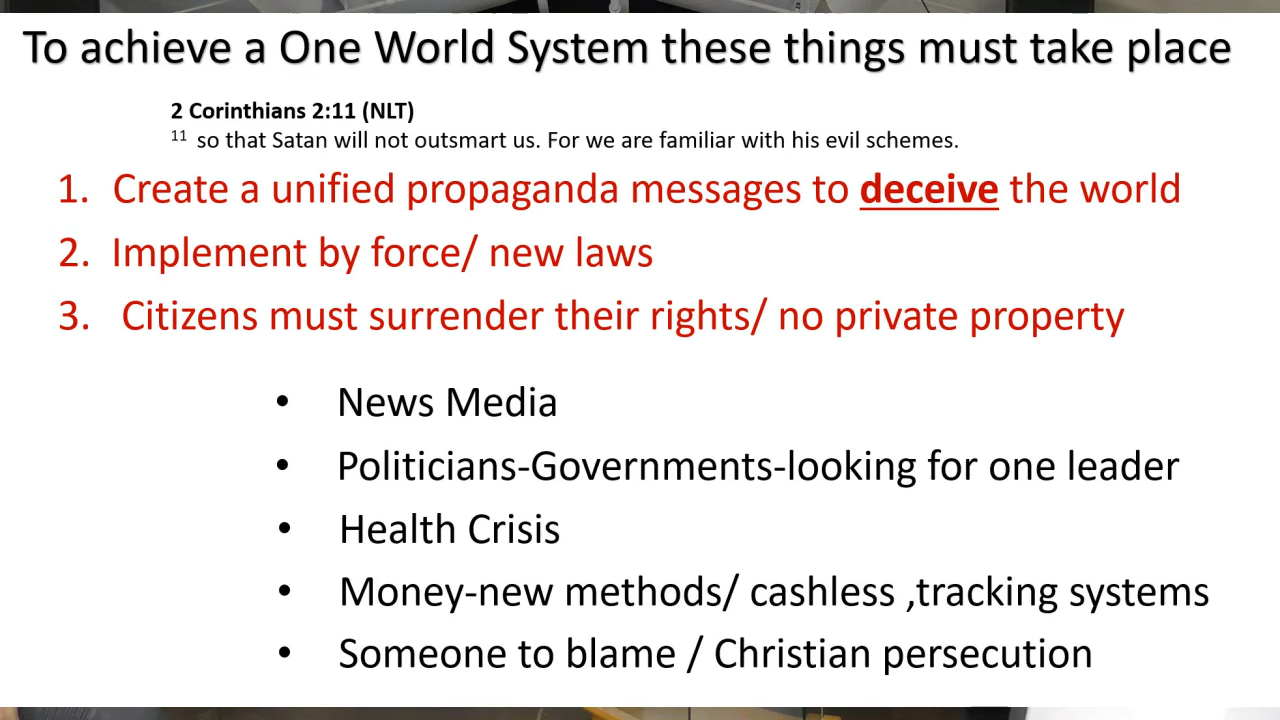 To achieve a One World System these things must take place
2 Corinthians 2:11 (NLT)
11 so that Satan will not outsmart us. For we are familiar with his evil schemes.
1. Create a unified propaganda messages to deceive the world
2. Implement by force/ new laws
3. Citizens must surrender their rights/ no private property
• News Media
• Politicians-Governments-looking for one leader
• Health Crisis
• Money-new methods/ cashless ,tracking systems
• Someone to blame / Christian persecution